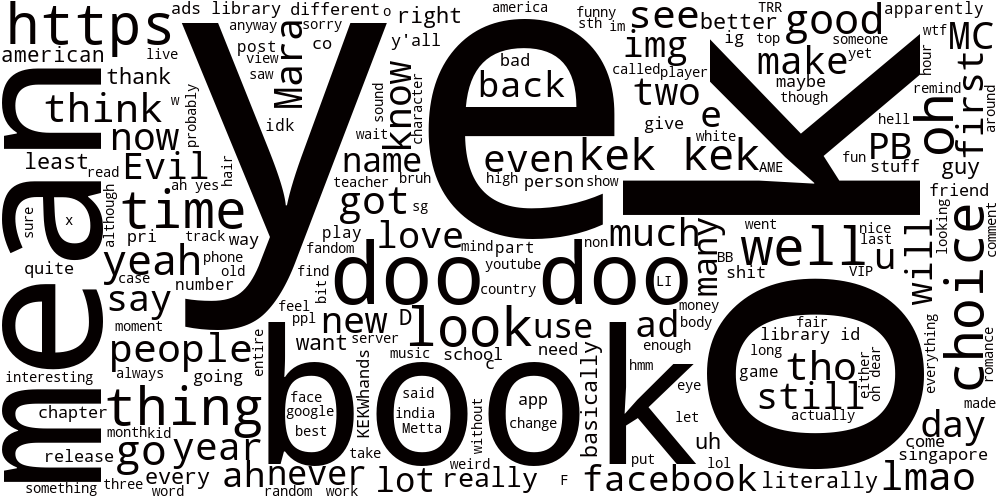 https
ads library different o
right
america
funny
see
TRR
good
apparently
american
anyway
sorry
y'all
sth im
better
someone
wtf
MC
live
post
co
Mara
img
ig
top
yet
hour
thank
view
saw
bad
back
called player
make
remind
think
w
probably
idk
sound
know
character
two
maybe
though
first
around
now
wait
give
e
white
hell
oh
least
read
Evil
hair
name
even
kek kek
AME
fun
PB
stuff
guy
mean
sure
x
although
ah yes
teacher
bruh
high person show
friend
time
got
sg
ye
k
pri
track way
play
love
mind part
non
much
many
went
well
nice
last
u
will
looking
choice
comment
quite
yeah
case
phone
old
number
fandom
find
bit
doo doo
youtube
country
LI
BB
shit
VIP
say
feel
ppl
new
D
look
use
ad
money
body
moment
want
server
music
school
c
need
enough
fair
library id
people
entire
hmm
long
game
tho
either
oh dear
everything
romance
interesting
always
going
book
basically
eye
still
actually
o
made
chapter
thing
face
google
best
KEKWhands
said
india
Metta
without
app
change
let
day
month kid
release
go
year
take
uh
come
singapore
something
three
every
word
ahh
never
random
work
lot
weird
really
F
put
lol
facebook
literally
lmao